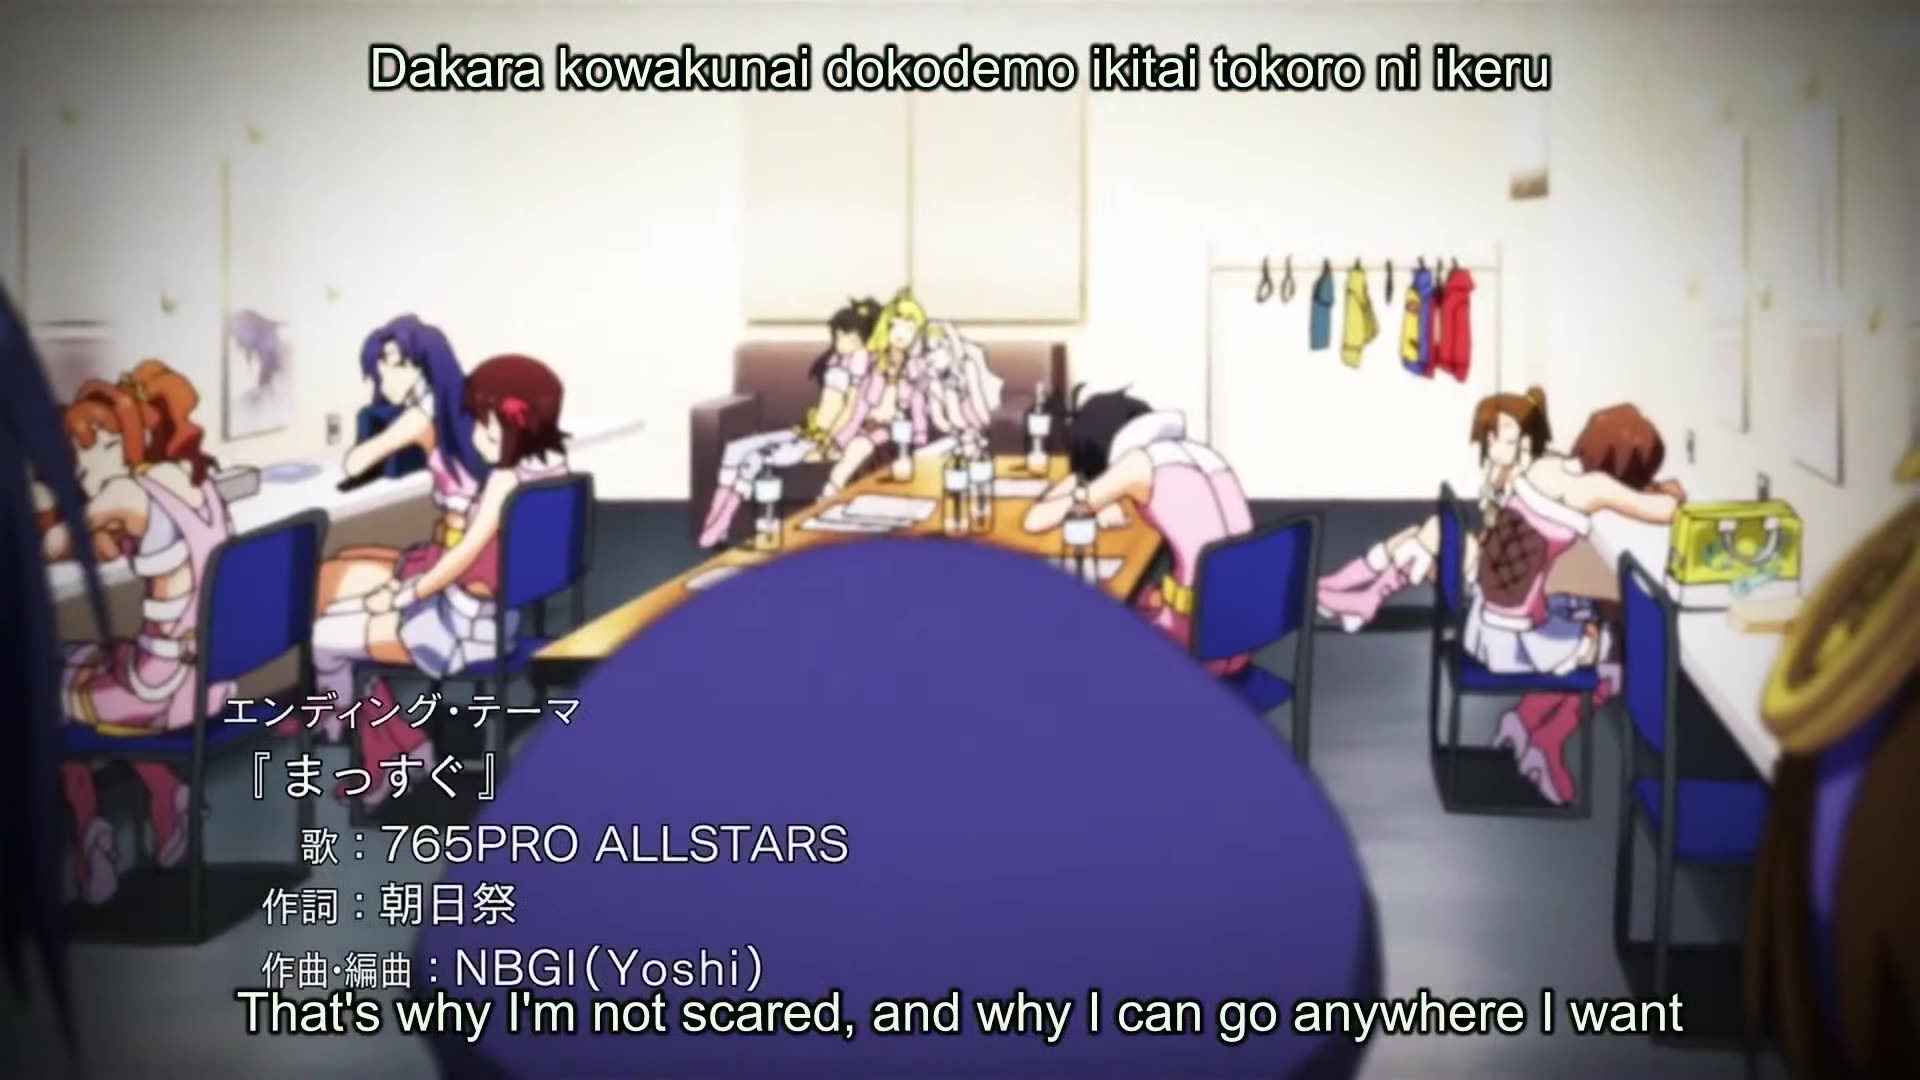 Dakara kowakunai dokodemo ikitai tokoro ni ikeru
エンディング・テーマ
『まっすぐ』
歌：765PRO ALLSTARS
作詞：朝日祭
作曲・編曲：NBGI（Yoshi）
That's why I'm not scared, and why I can go anywhere I want